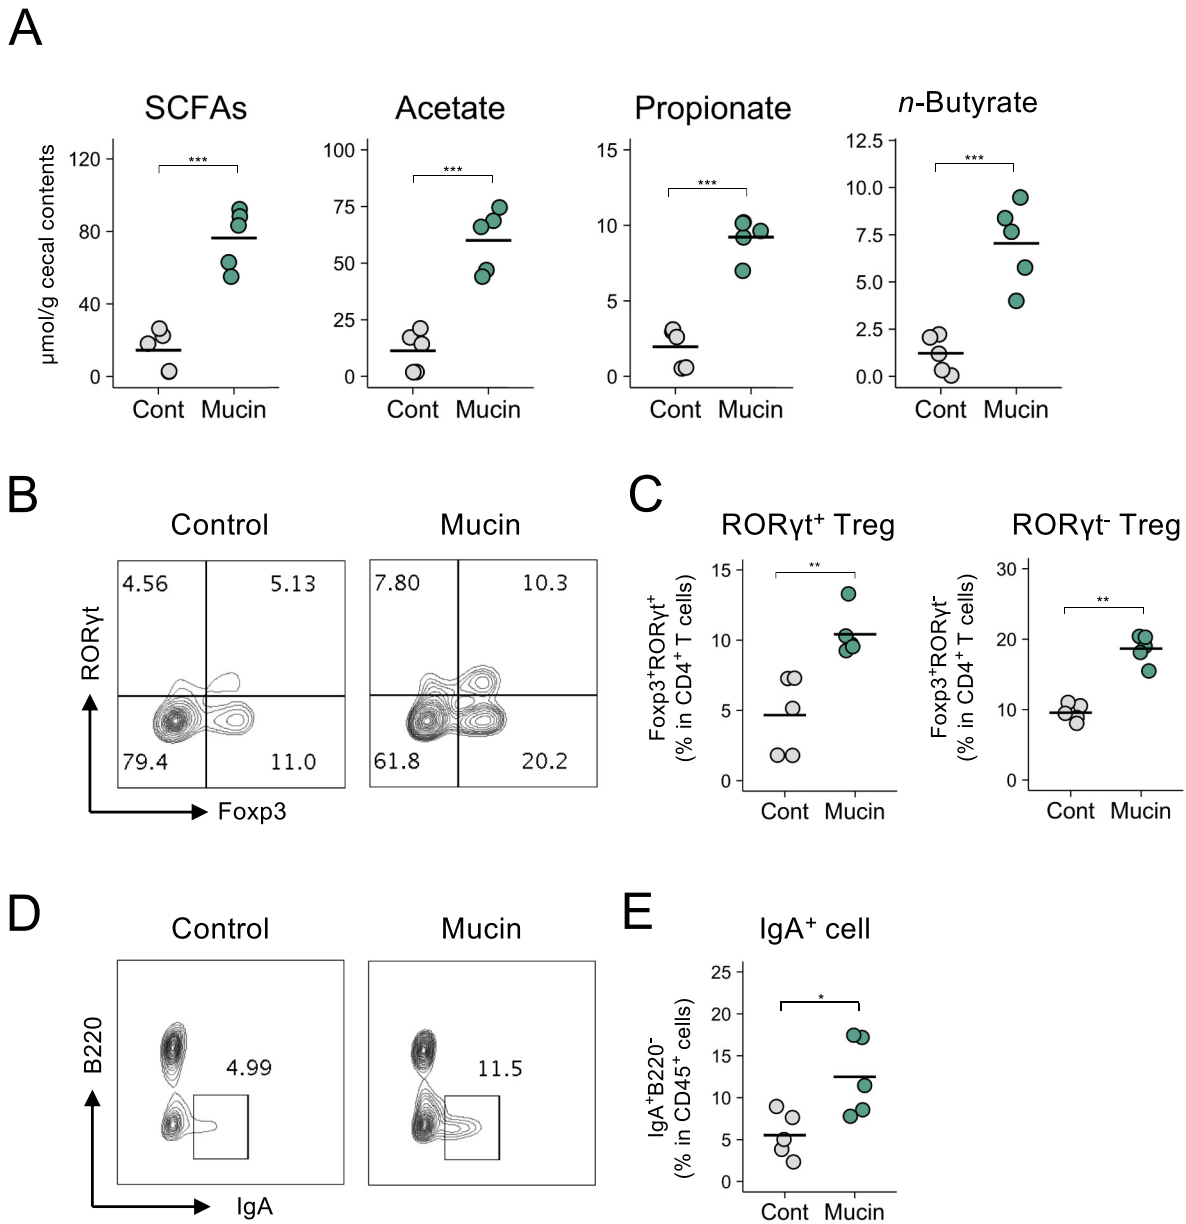 A
SCFAs
Acetate
Propionate
n-Butyrate
µmol/g cecal contents
120
80
40
0
***
Cont Mucin
100
75
50
25
0
***
Cont Mucin
15
10
5
0
***
Cont Mucin
12.5
10.0
7.5
5.0
2.5
0.0
***
Cont Mucin
B
Control
Mucin
RORγt
4.56 5.13
79.4 11.0
7.80 10.3
61.8 20.2
Foxp3
C
RORγt⁺ Treg
RORγt⁻ Treg
Foxp3⁺RORγt⁺
(% in CD4⁺ T cells)
15
10
5
0
**
Cont Mucin
Foxp3⁺RORγt⁻
(% in CD4⁺ T cells)
30
20
10
0
**
Cont Mucin
D
Control
Mucin
B220
4.99
11.5
IgA
E
IgA⁺ cell
IgA⁺B220⁻
(% in CD45⁺ cells)
25
20
15
10
5
0
*
Cont Mucin